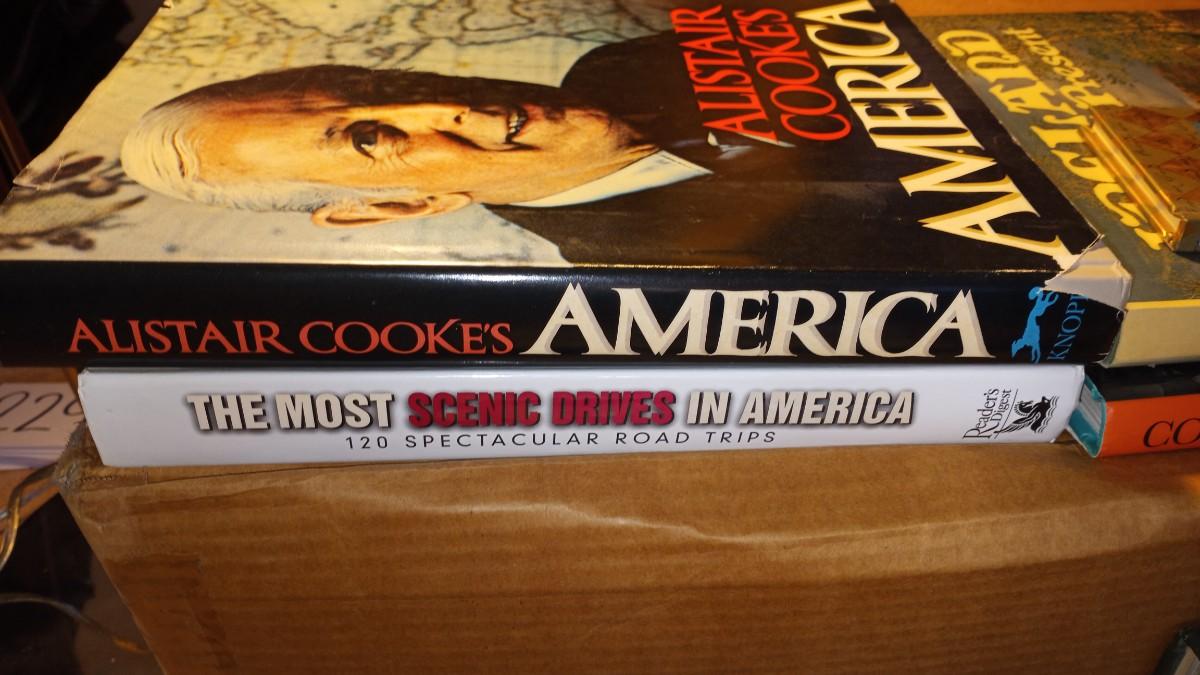 ALISTAIR
COOKE'S
AMERICA
Present
ALISTAIR COOKE'S AMERICA
KNOPF
THE MOST SCENIC DRIVES IN AMERICA
120 SPECTACULAR ROAD TRIPS
Reader's
Digest